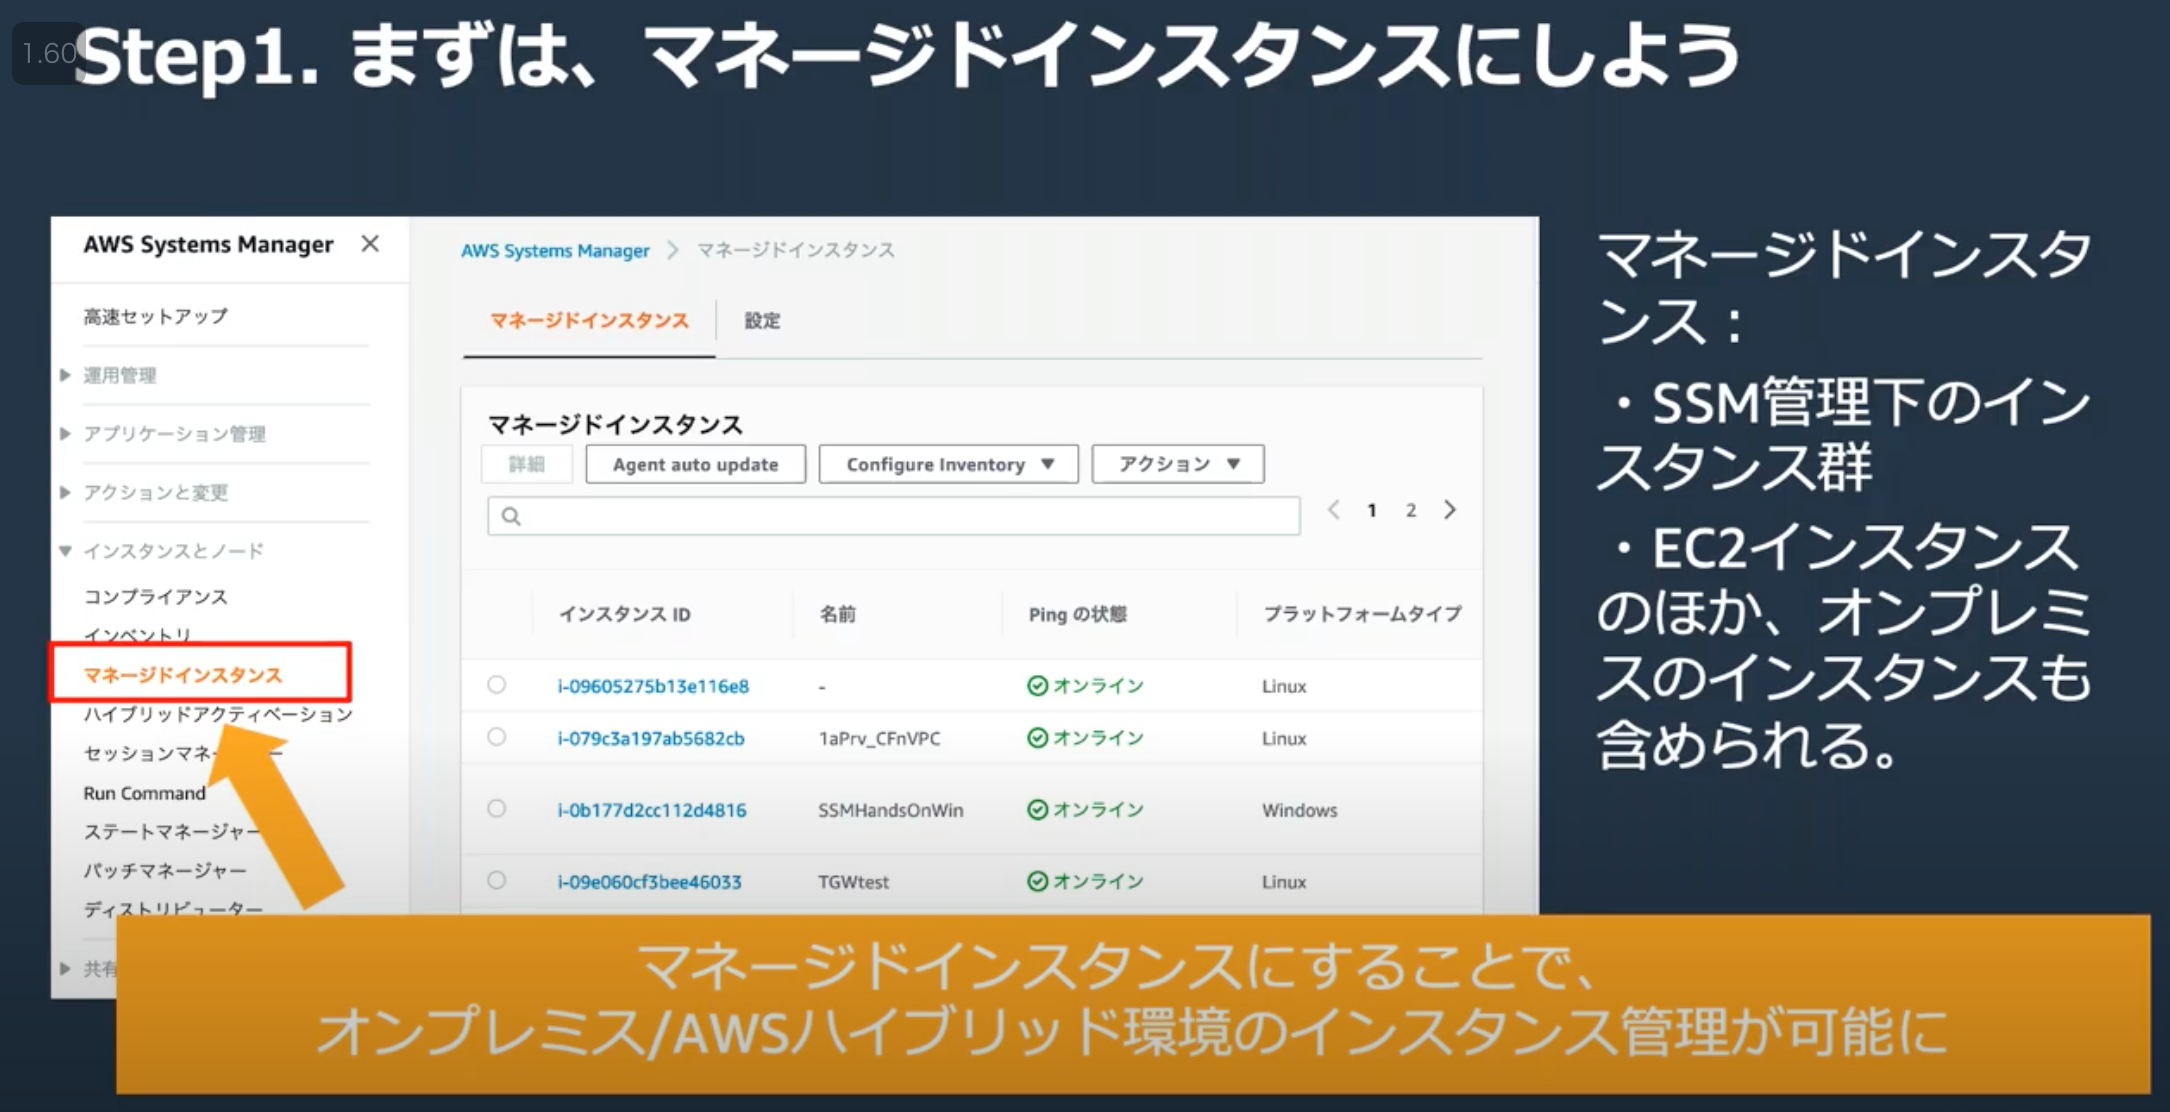 1.60
Step1. まずは、マネージドインスタンスにしよう
AWS Systems Manager ×
高速セットアップ
運用管理
アプリケーション管理
アクションと変更
インスタンスとノード
コンプライアンス
インベントリ
マネージドインスタンス
ハイブリッドアクティベーション
セッションマネ
Run Command
ステートマネージャー
パッチマネージャー
ディストリビューター
共有
AWS Systems Manager > マネージドインスタンス
マネージドインスタンス 設定
マネージドインスタンス
詳細 Agent auto update Configure Inventory ▼ アクション ▼
< 1 2 >
インスタンス ID 名前 Ping の状態 プラットフォームタイプ
i-09605275b13e116e8 - オンライン Linux
i-079c3a197ab5682cb 1aPrv_CFnVPC オンライン Linux
i-0b177d2cc112d4816 SSMHandsOnWin オンライン Windows
i-09e060cf3bee46033 TGWtest オンライン Linux
マネージドインスタ
ンス：
・SSM管理下のイン
スタンス群
・EC2インスタンス
のほか、オンプレミ
スのインスタンスも
含められる。
マネージドインスタンスにすることで、
オンプレミス/AWSハイブリッド環境のインスタンス管理が可能に